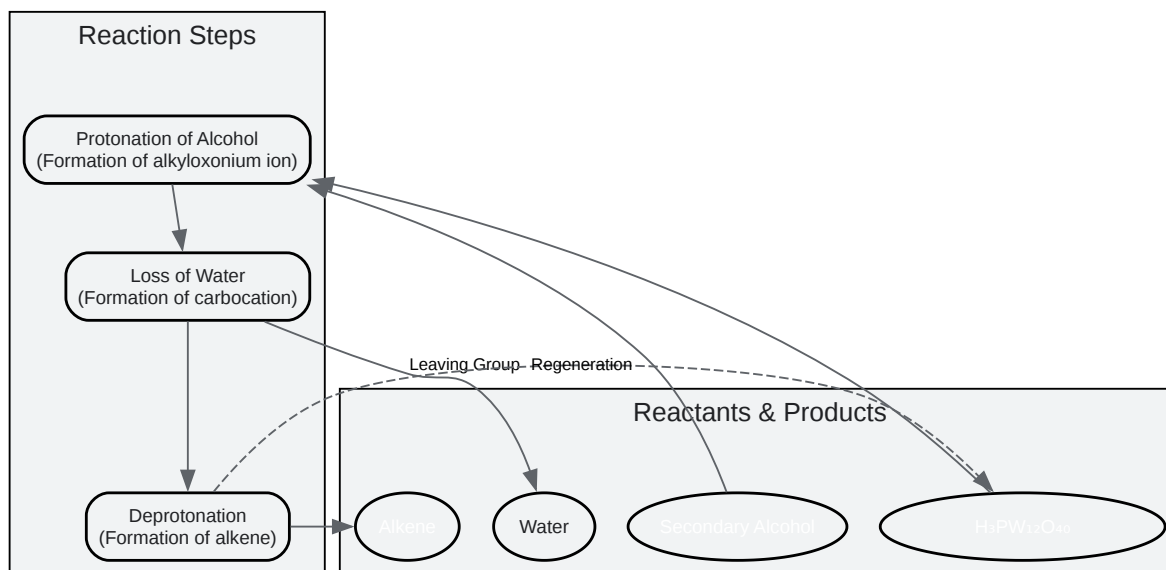 Reaction Steps
Protonation of Alcohol
(Formation of alkyloxonium ion)
Loss of Water
(Formation of carbocation)
Leaving Group
Regeneration
Reactants & Products
Deprotonation
(Formation of alkene)
Alkene
Water
Secondary Alcohol
H₃PW₁₂O₄₀